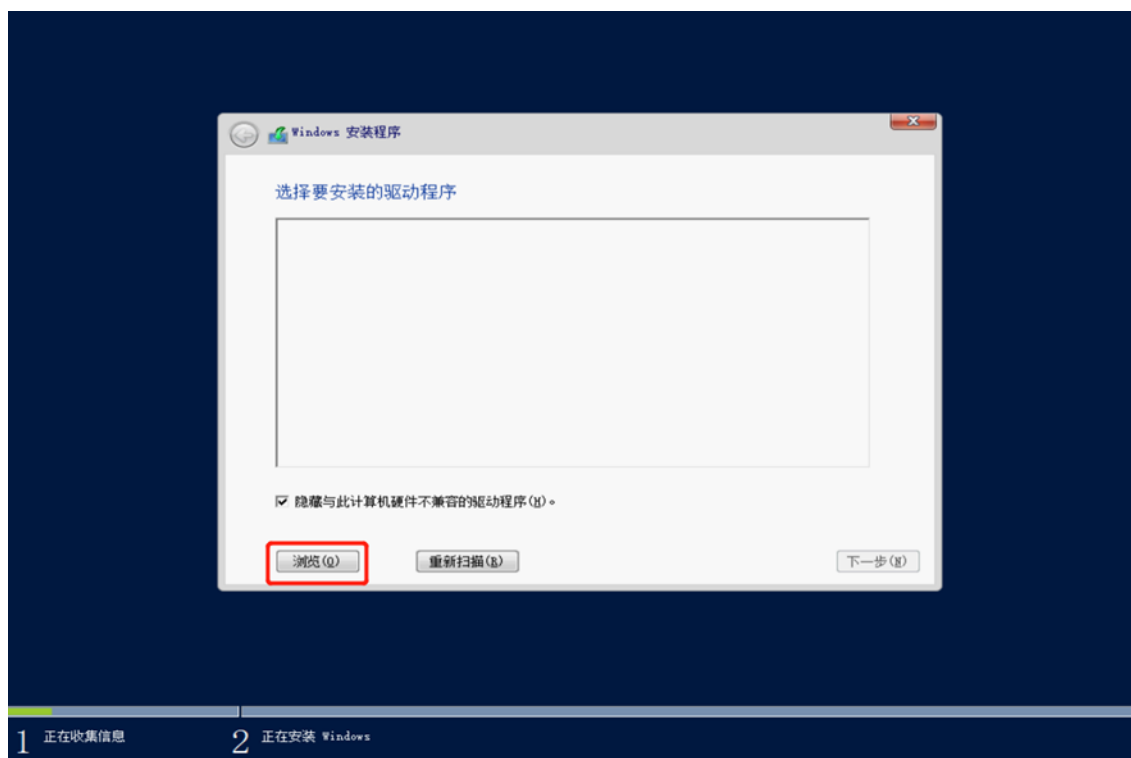 Windows 安装程序
选择要安装的驱动程序
隐藏与此计算机硬件不兼容的驱动程序(H)。
浏览(O) 重新扫描(R) 下一步(N)
1 正在收集信息 2 正在安装 Windows